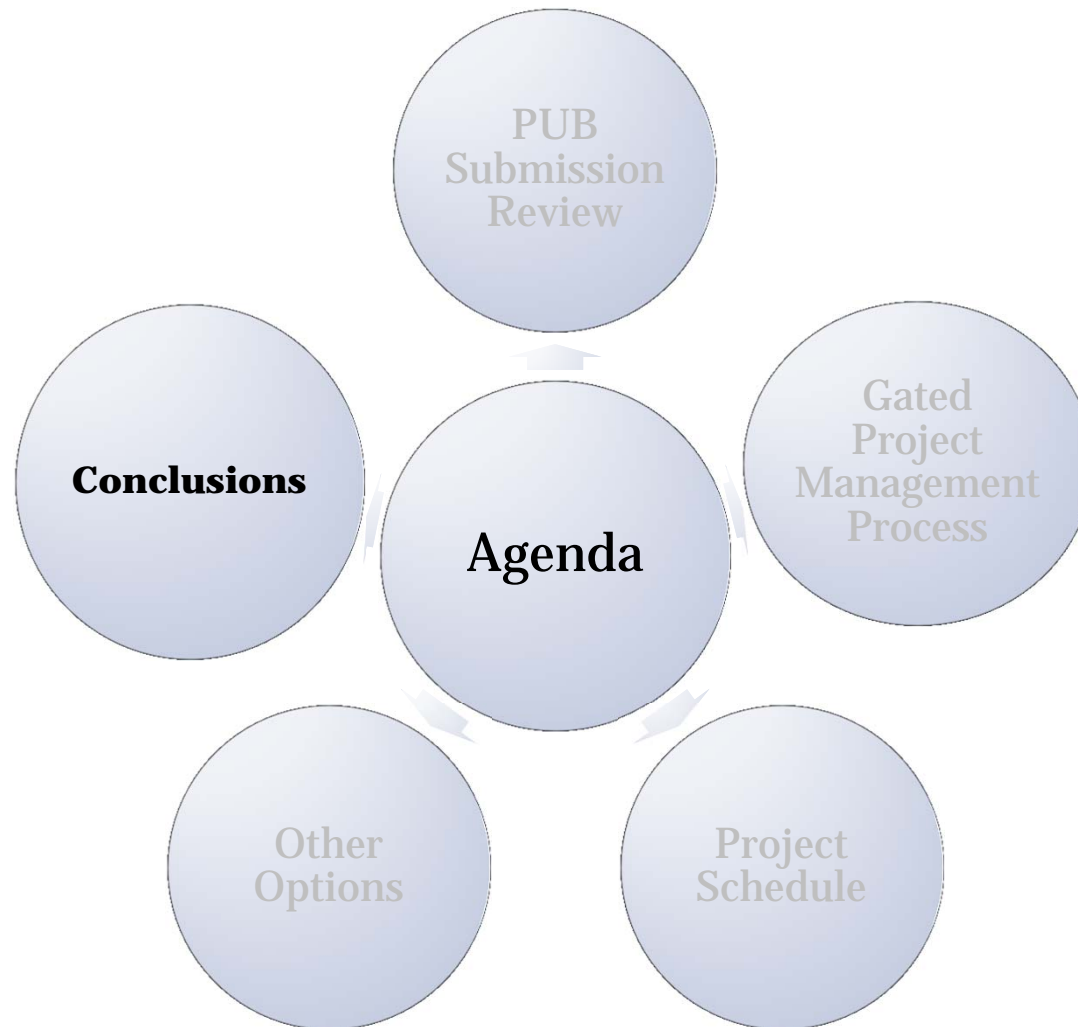 PUB
Submission
Review
Gated
Project
Management
Process
Conclusions
Agenda
Other
Options
Project
Schedule